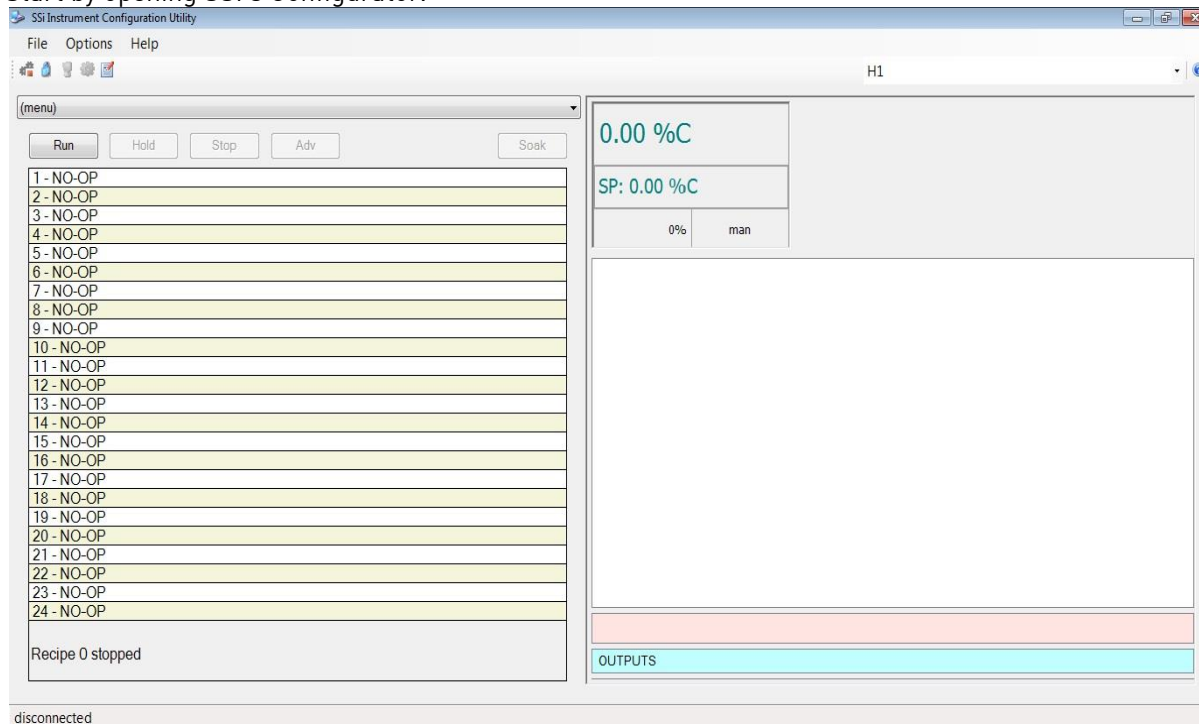 SSi Instrument Configuration Utility
File Options Help
H1
(menu)
Run Hold Stop Adv Soak
1 - NO-OP
2 - NO-OP
3 - NO-OP
4 - NO-OP
5 - NO-OP
6 - NO-OP
7 - NO-OP
8 - NO-OP
9 - NO-OP
10 - NO-OP
11 - NO-OP
12 - NO-OP
13 - NO-OP
14 - NO-OP
15 - NO-OP
16 - NO-OP
17 - NO-OP
18 - NO-OP
19 - NO-OP
20 - NO-OP
21 - NO-OP
22 - NO-OP
23 - NO-OP
24 - NO-OP
Recipe 0 stopped
0.00 %C
SP: 0.00 %C
0% man
OUTPUTS
disconnected